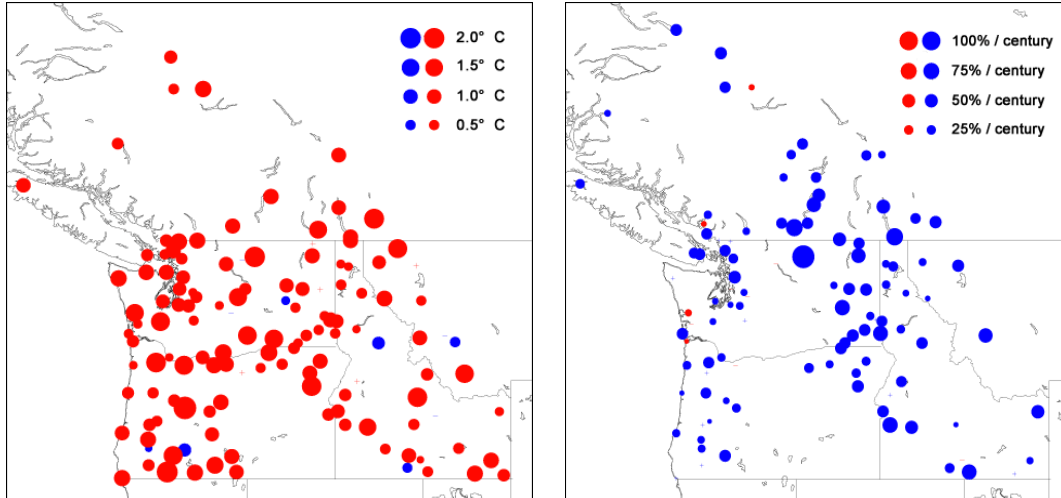 2.0° C
1.5° C
1.0° C
0.5° C
100% / century
75% / century
50% / century
25% / century